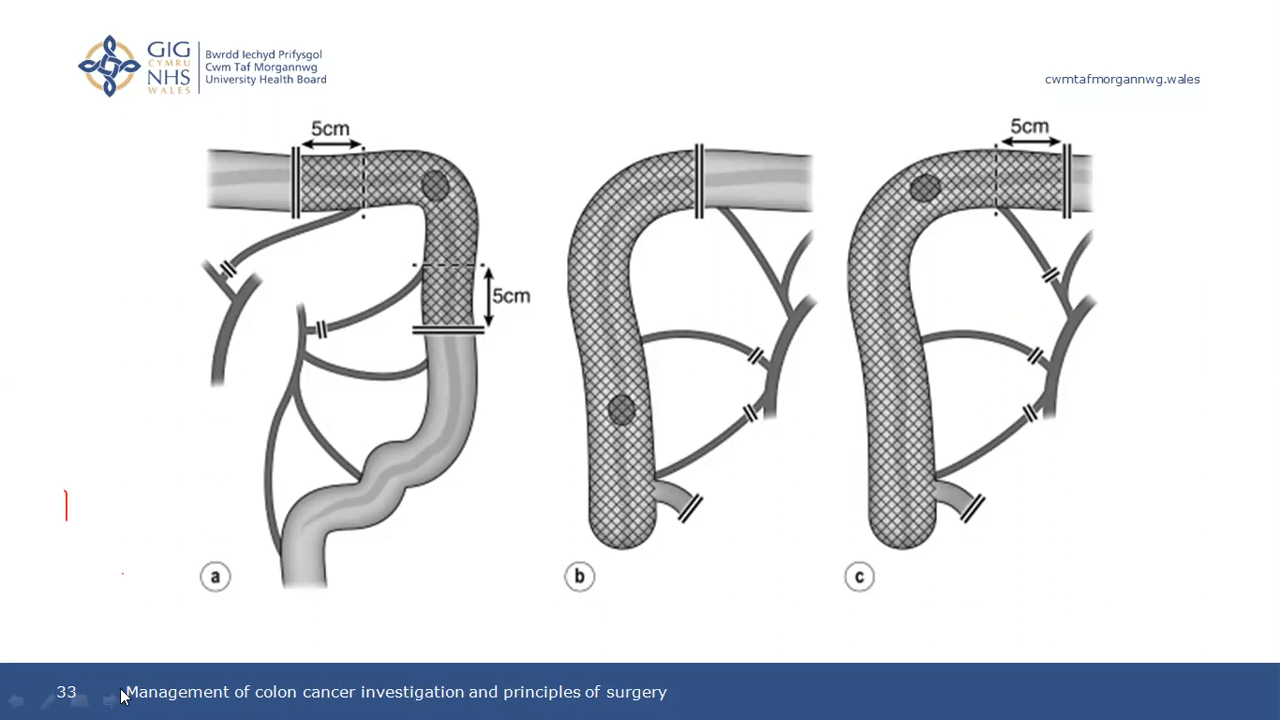 GIG
CYMRU
NHS
WALES
Bwrdd Iechyd Prifysgol
Cwm Taf Morgannwg
University Health Board
cwmtafmorgannwg.wales
5cm
5cm
5cm
a
b
c
33
Management of colon cancer investigation and principles of surgery